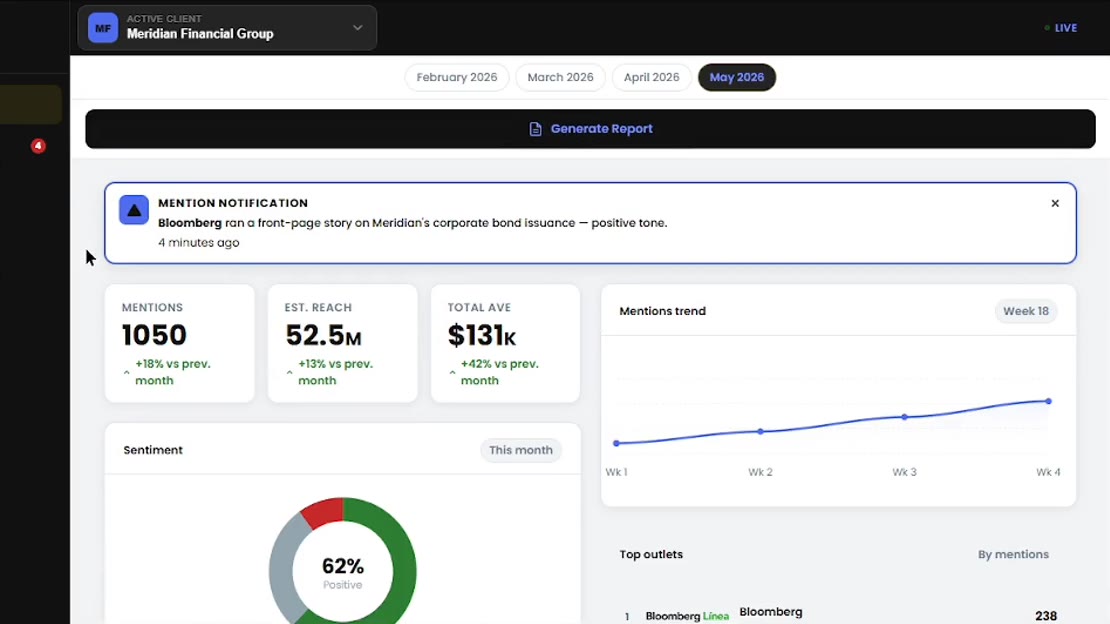 MF
ACTIVE CLIENT
Meridian Financial Group
LIVE
February 2026
March 2026
April 2026
May 2026
Generate Report
4
MENTION NOTIFICATION
Bloomberg ran a front-page story on Meridian's corporate bond issuance — positive tone.
4 minutes ago
MENTIONS
1050
+18% vs prev.
month
EST. REACH
52.5M
+13% vs prev.
month
TOTAL AVE
$131K
+42% vs prev.
month
Mentions trend
Week 18
Wk 1
Wk 2
Wk 3
Wk 4
Sentiment
This month
62%
Positive
Top outlets
By mentions
1
Bloomberg Línea
Bloomberg
238